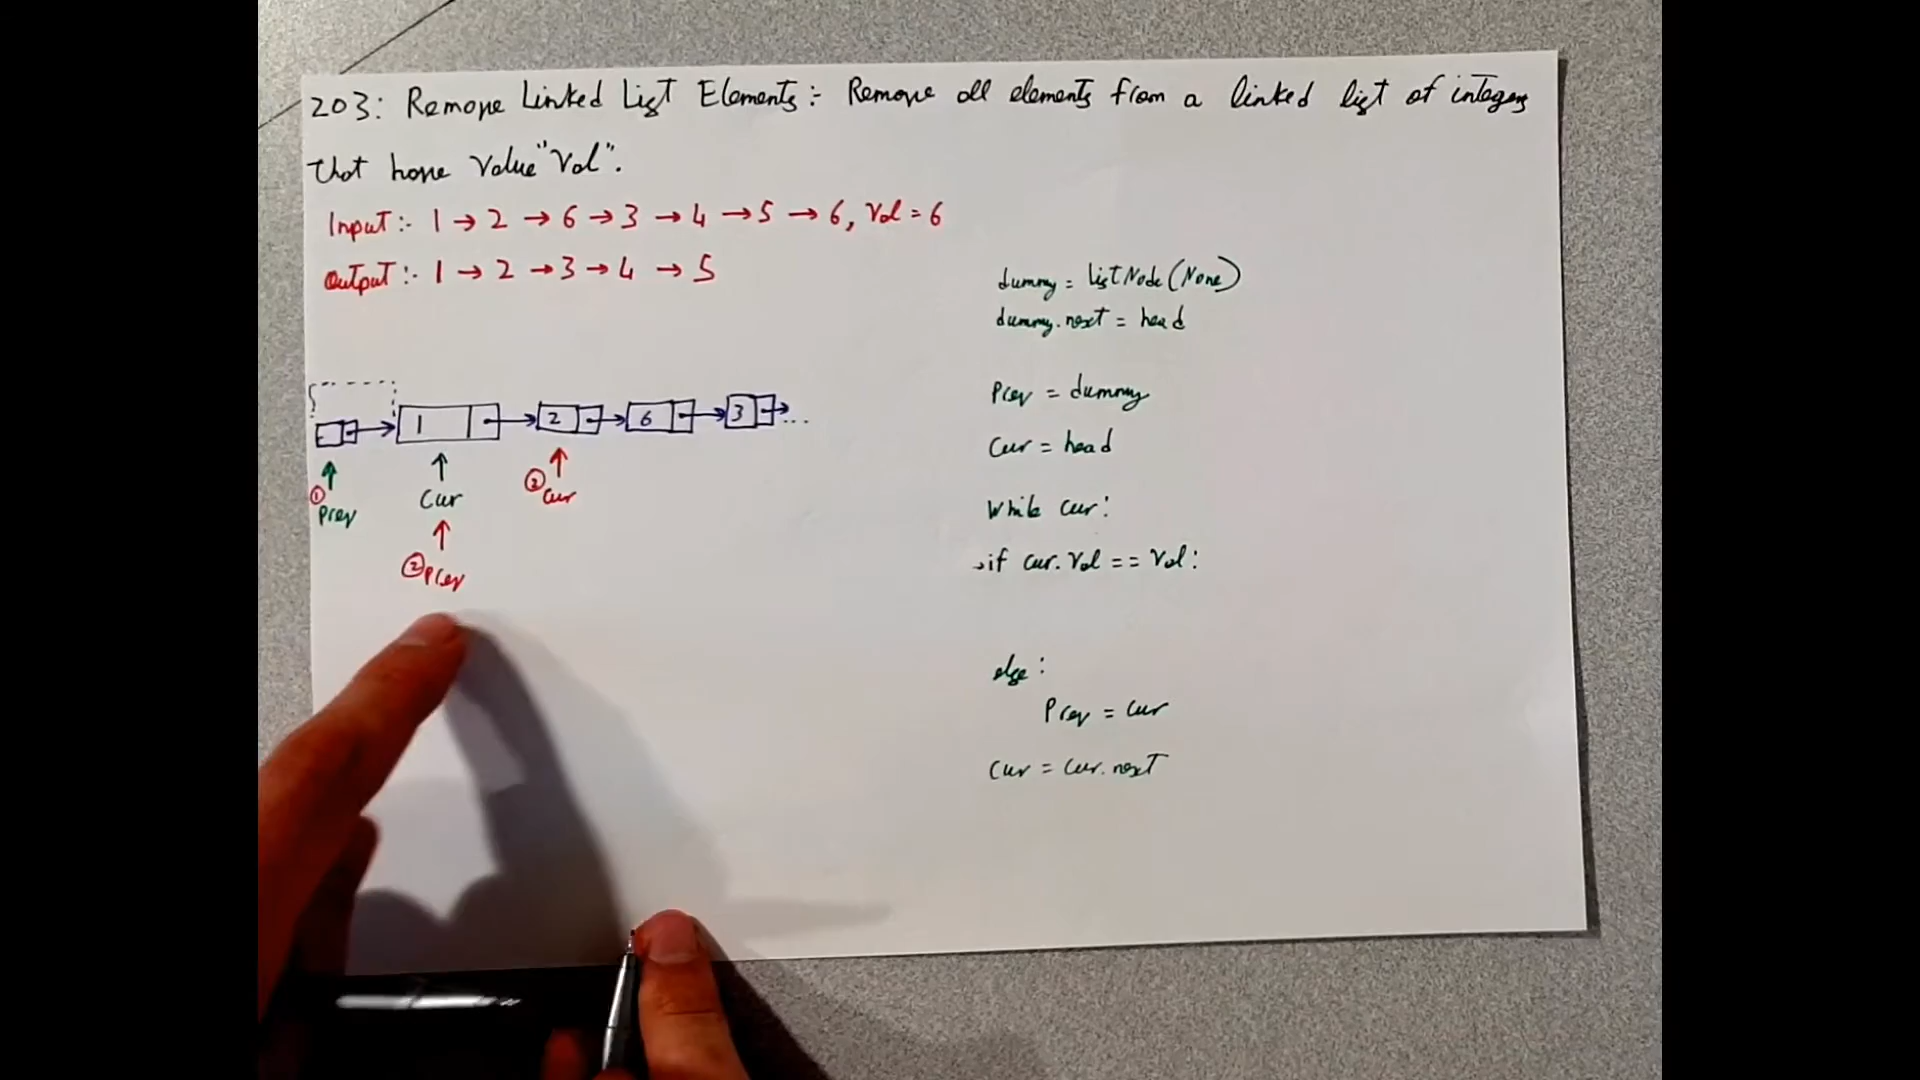 203: Remove Linked List Elements:- Remove all elements from a linked list of integers
that have value "Val".
Input:- 1 → 2 → 6 → 3 → 4 → 5 → 6, Val = 6
Output:- 1 → 2 → 3 → 4 → 5
dummy = ListNode(None)
dummy.next = head
Prev = dummy
Cur = head
While cur:
→if cur.Val == Val:
else:
Prev = cur
Cur = cur.next
1 2 6 3 ...
① Prev
Cur
② Cur
② Prev